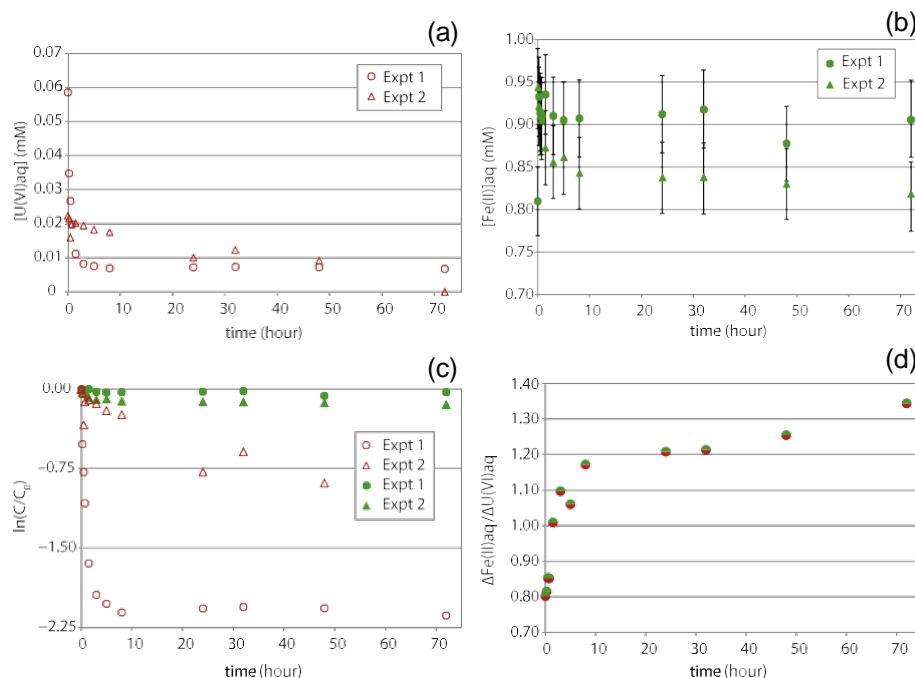 (a)
0.07
0.06
0.05
0.04
0.03
0.02
0.01
0
[U(VI)aq] (mM)
Expt 1
Expt 2
0 10 20 30 40 50 60 70
time (hour)
(b)
1.00
0.95
0.90
0.85
0.80
0.70
[Fe(II)]aq (mM)
Expt 1
Expt 2
0 10 20 30 40 50 60 70
time (hour)
(c)
0.00
−0.75
−1.50
−2.25
ln(C/C₀)
Expt 1
Expt 2
Expt 1
Expt 2
0 10 20 30 40 50 60 70
time (hour)
(d)
1.40
1.30
1.20
1.10
1.00
0.90
0.80
0.70
ΔFe(II)aq/ΔU(VI)aq
0 10 20 30 40 50 60 70
time (hour)